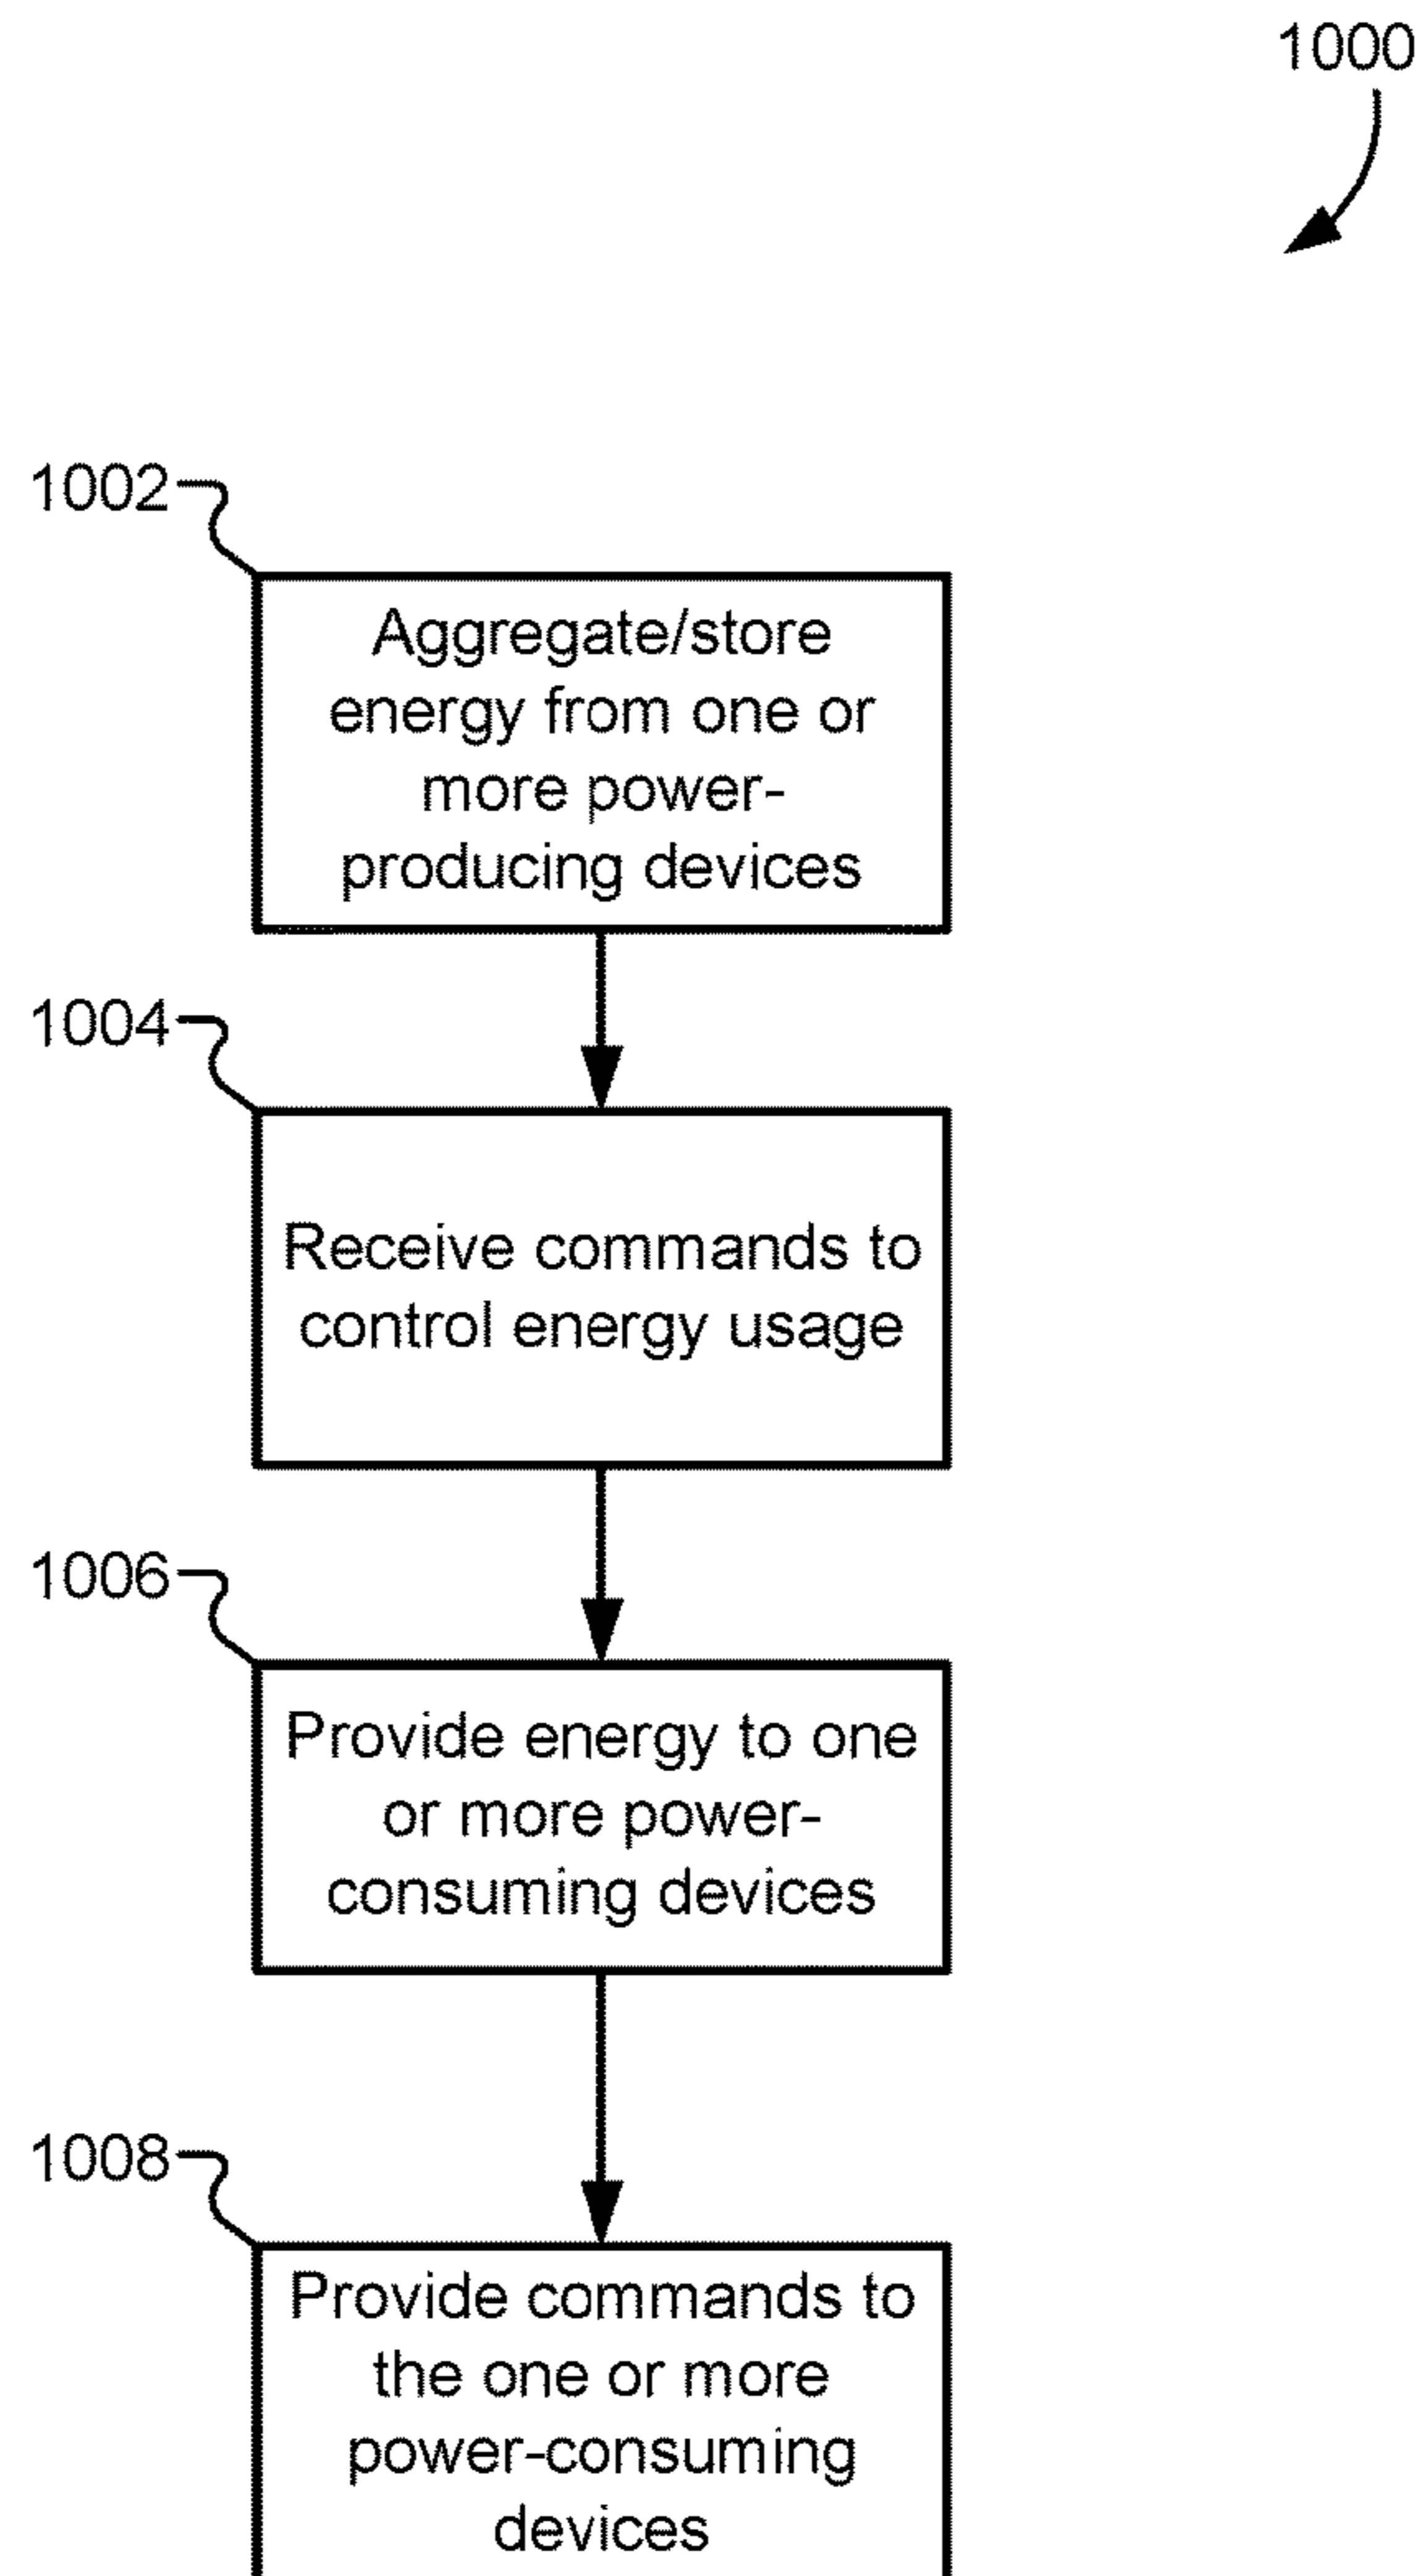 1000
1002
Aggregate/store
energy from one or
more power-
producing devices
1004
Receive commands to
control energy usage
1006
Provide energy to one
or more power-
consuming devices
1008
Provide commands to
the one or more
power-consuming
devices